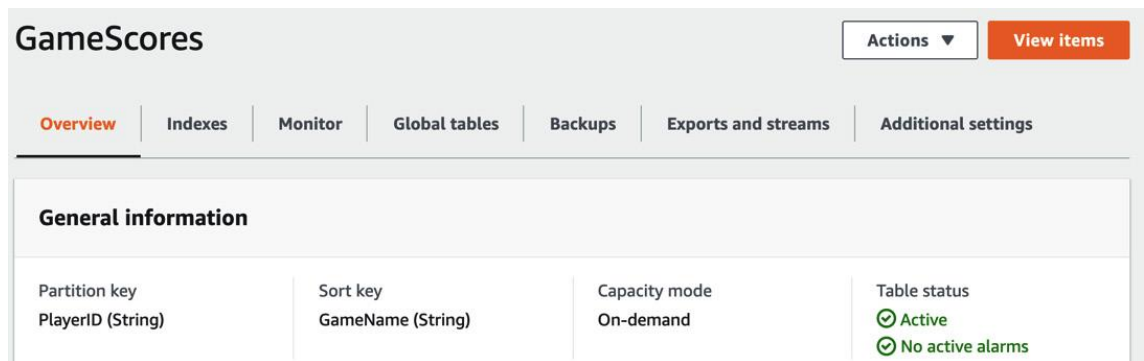 GameScores
Actions ▼
View items
Overview
Indexes
Monitor
Global tables
Backups
Exports and streams
Additional settings
General information
Partition key
PlayerID (String)
Sort key
GameName (String)
Capacity mode
On-demand
Table status
Active
No active alarms